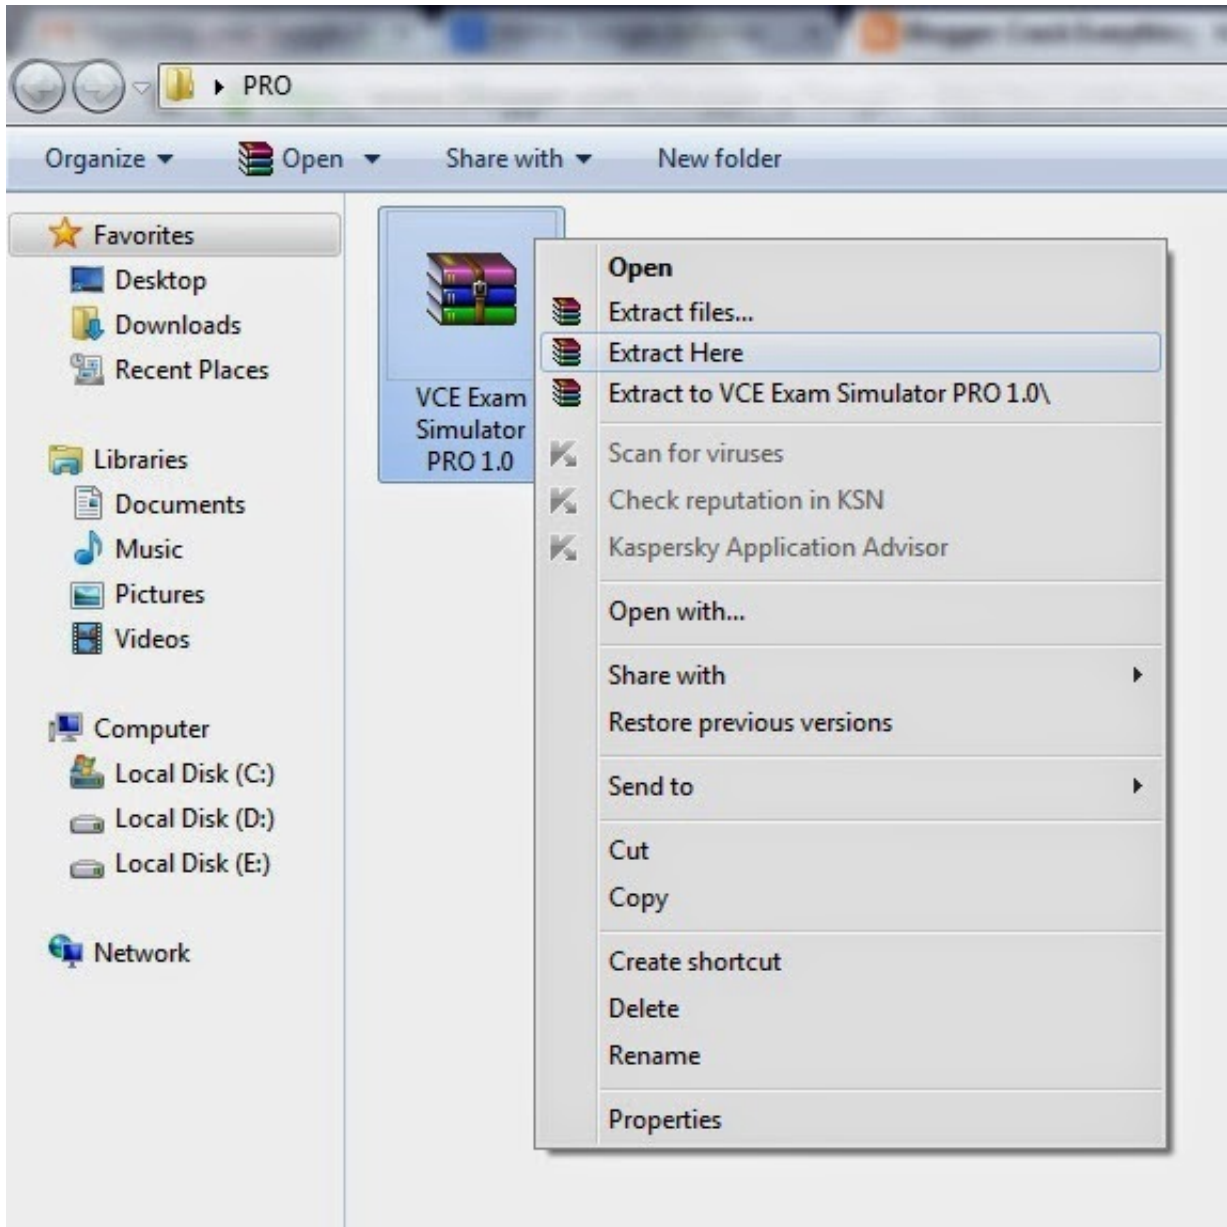 PRO
Organize
Open
Share with
New folder
Favorites
Desktop
Downloads
Recent Places
Libraries
Documents
Music
Pictures
Videos
Computer
Local Disk (C:)
Local Disk (D:)
Local Disk (E:)
Network
VCE Exam
Simulator
PRO 1.0
Open
Extract files...
Extract Here
Extract to VCE Exam Simulator PRO 1.0\
Scan for viruses
Check reputation in KSN
Kaspersky Application Advisor
Open with...
Share with
Restore previous versions
Send to
Cut
Copy
Create shortcut
Delete
Rename
Properties